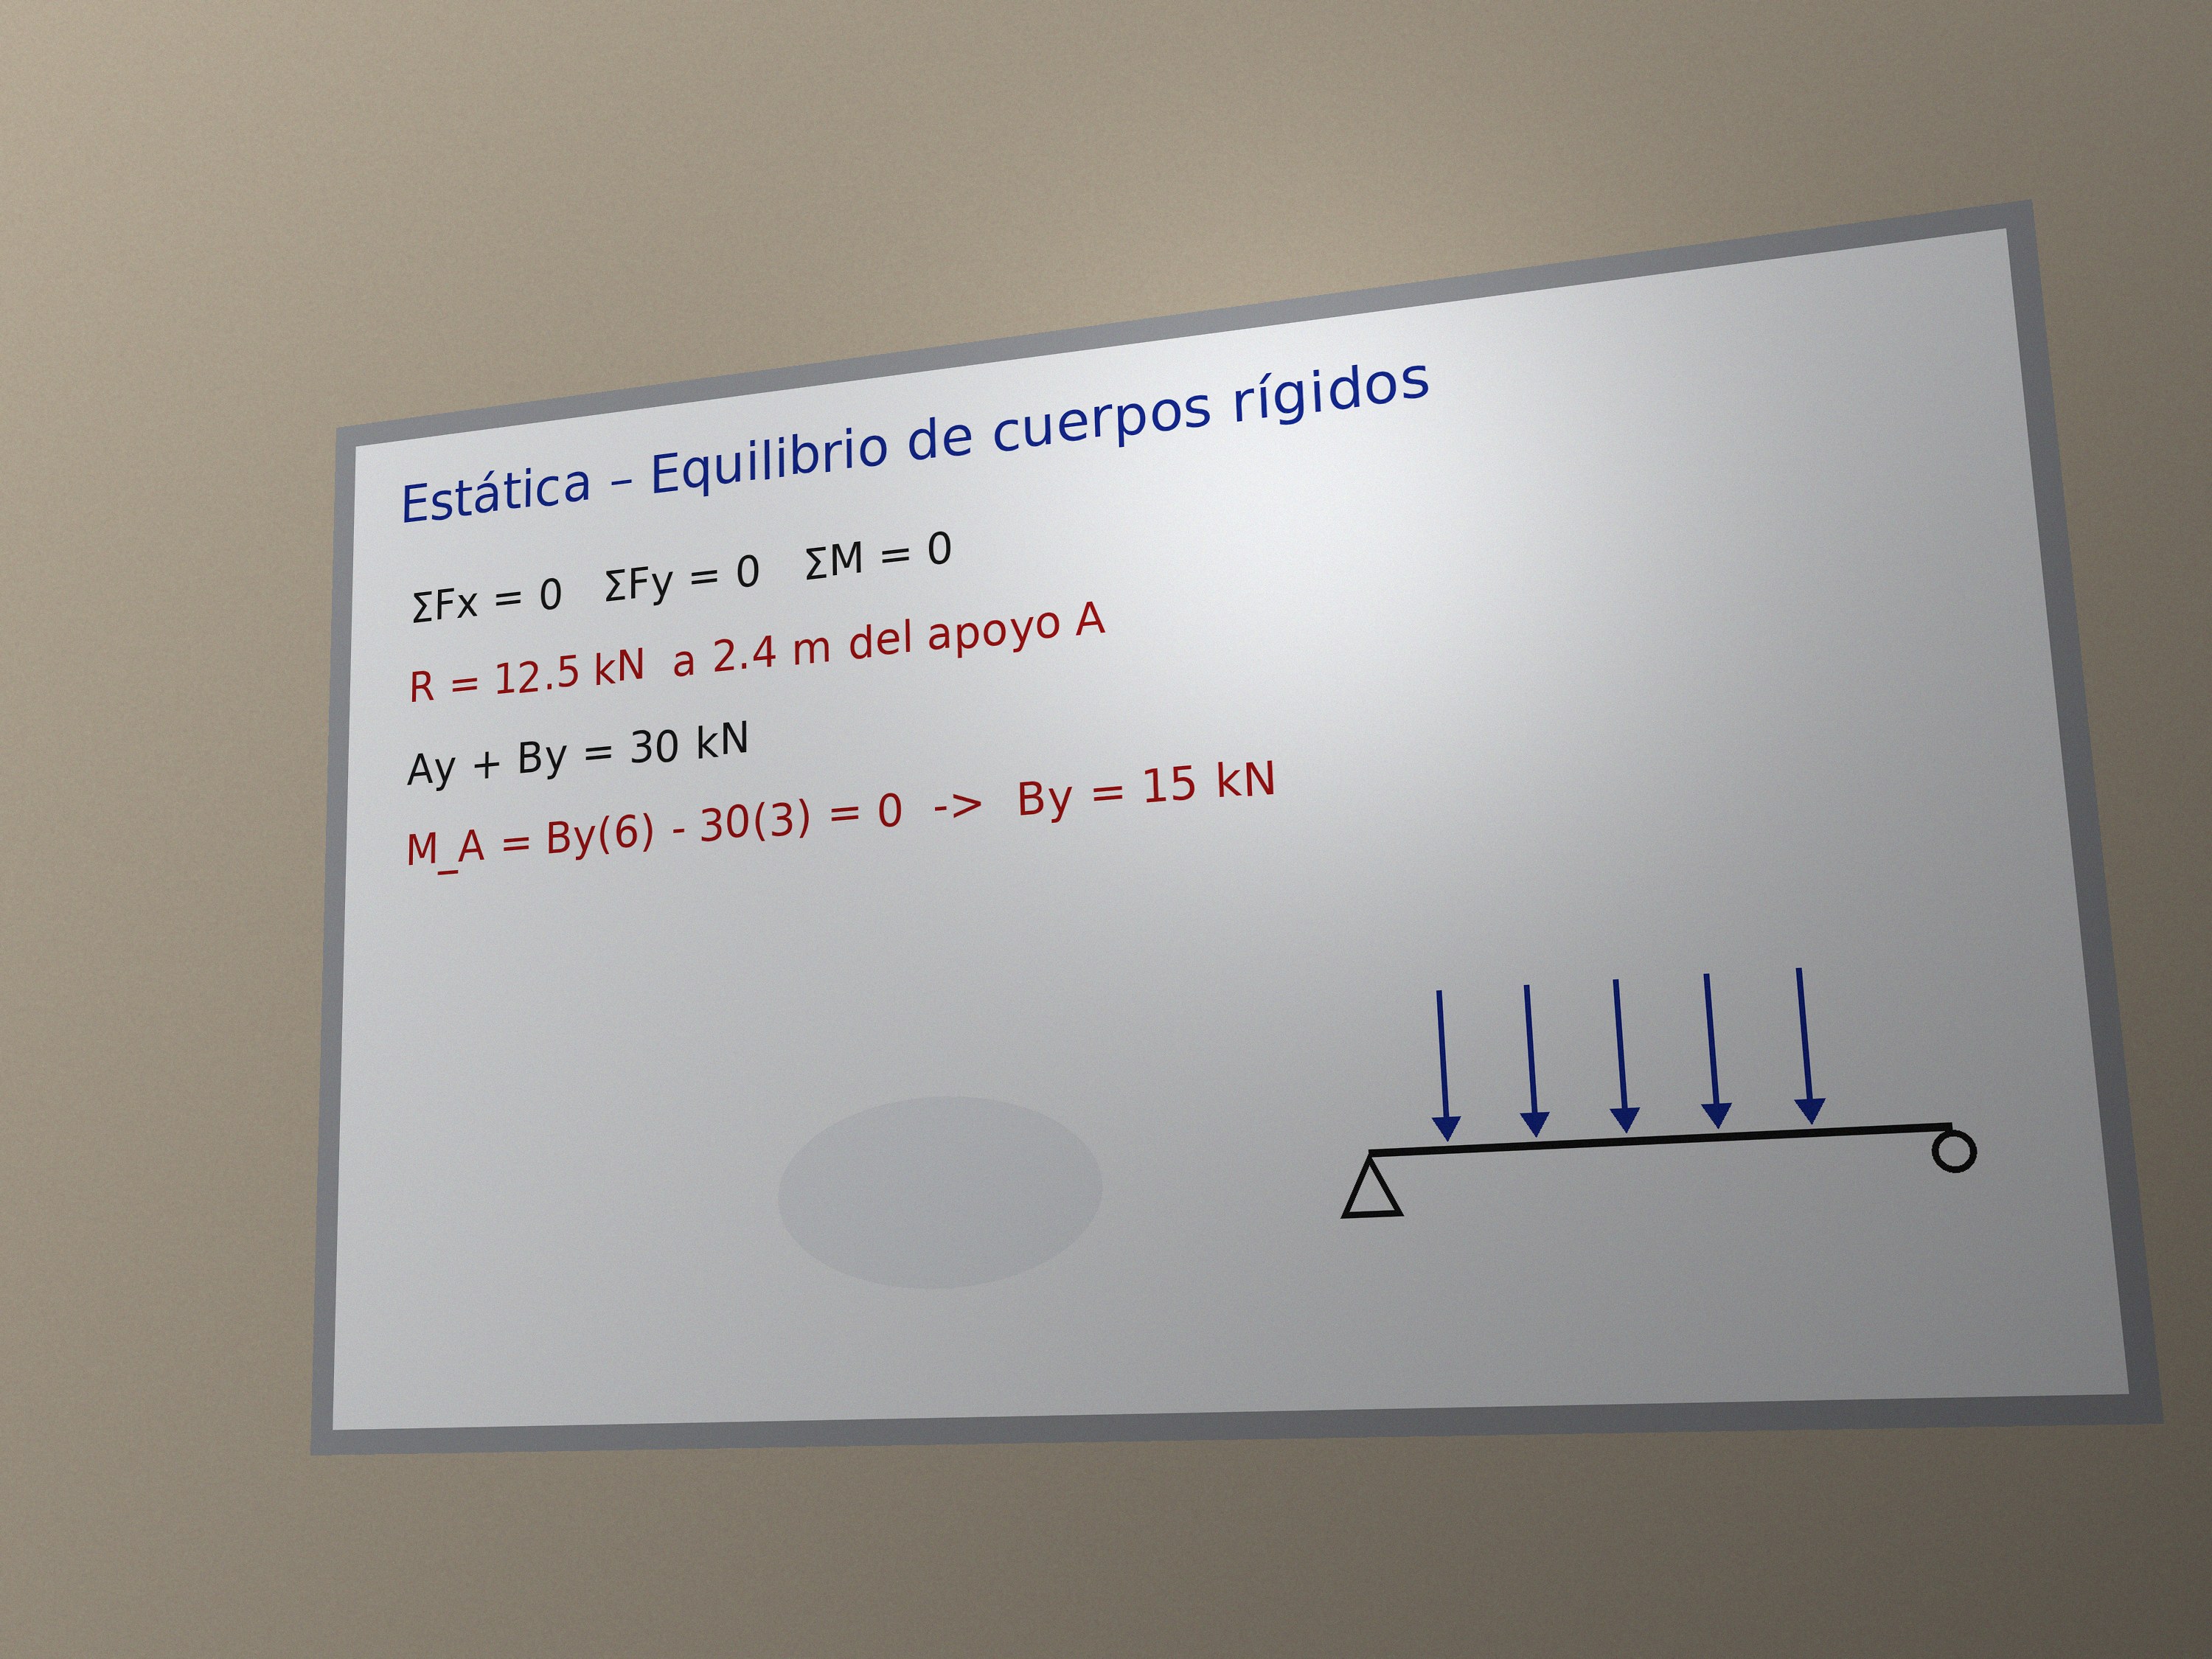 Estática – Equilibrio de cuerpos rígidos
ΣFx = 0   ΣFy = 0   ΣM = 0
R = 12.5 kN  a 2.4 m del apoyo A
Ay + By = 30 kN
M_A = By(6) - 30(3) = 0  ->  By = 15 kN